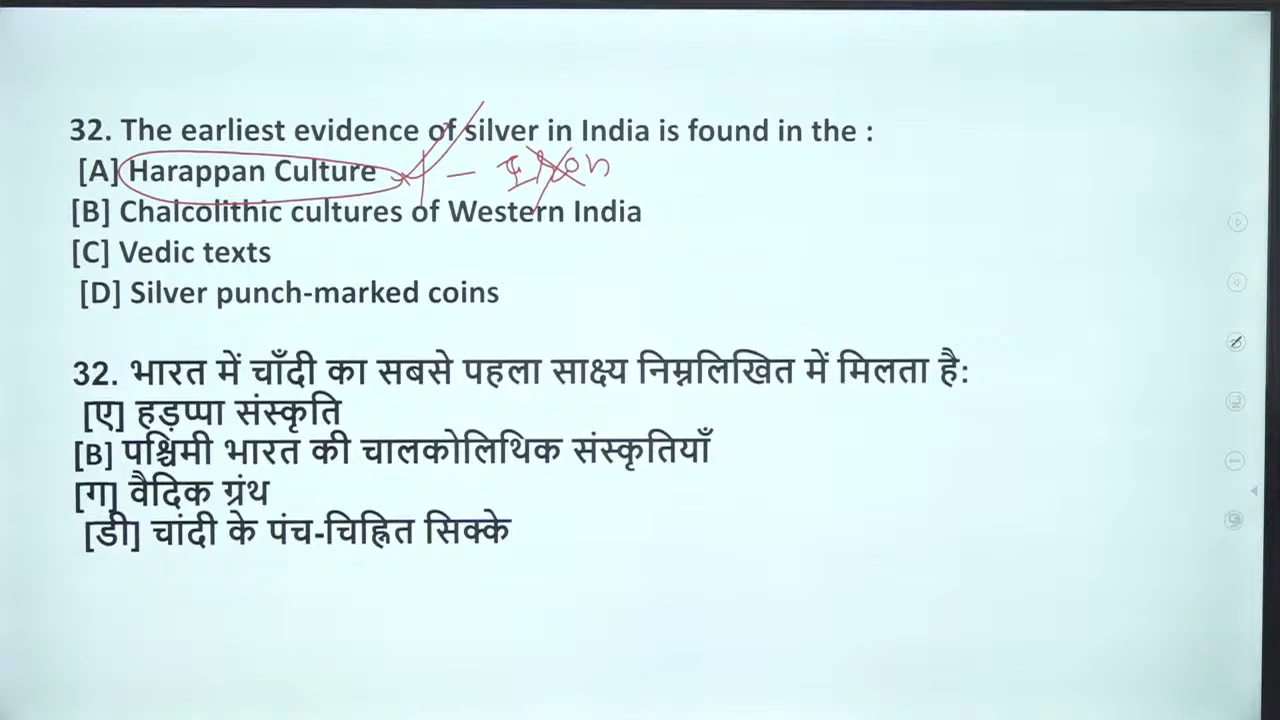 32. The earliest evidence of silver in India is found in the :
[A] Harappan Culture - Iron
[B] Chalcolithic cultures of Western India
[C] Vedic texts
[D] Silver punch-marked coins
32. भारत में चाँदी का सबसे पहला साक्ष्य निम्नलिखित में मिलता है:
[ए] हड़प्पा संस्कृति
[B] पश्चिमी भारत की चालकोलिथिक संस्कृतियाँ
[ग] वैदिक ग्रंथ
[डी] चांदी के पंच-चिह्नित सिक्के